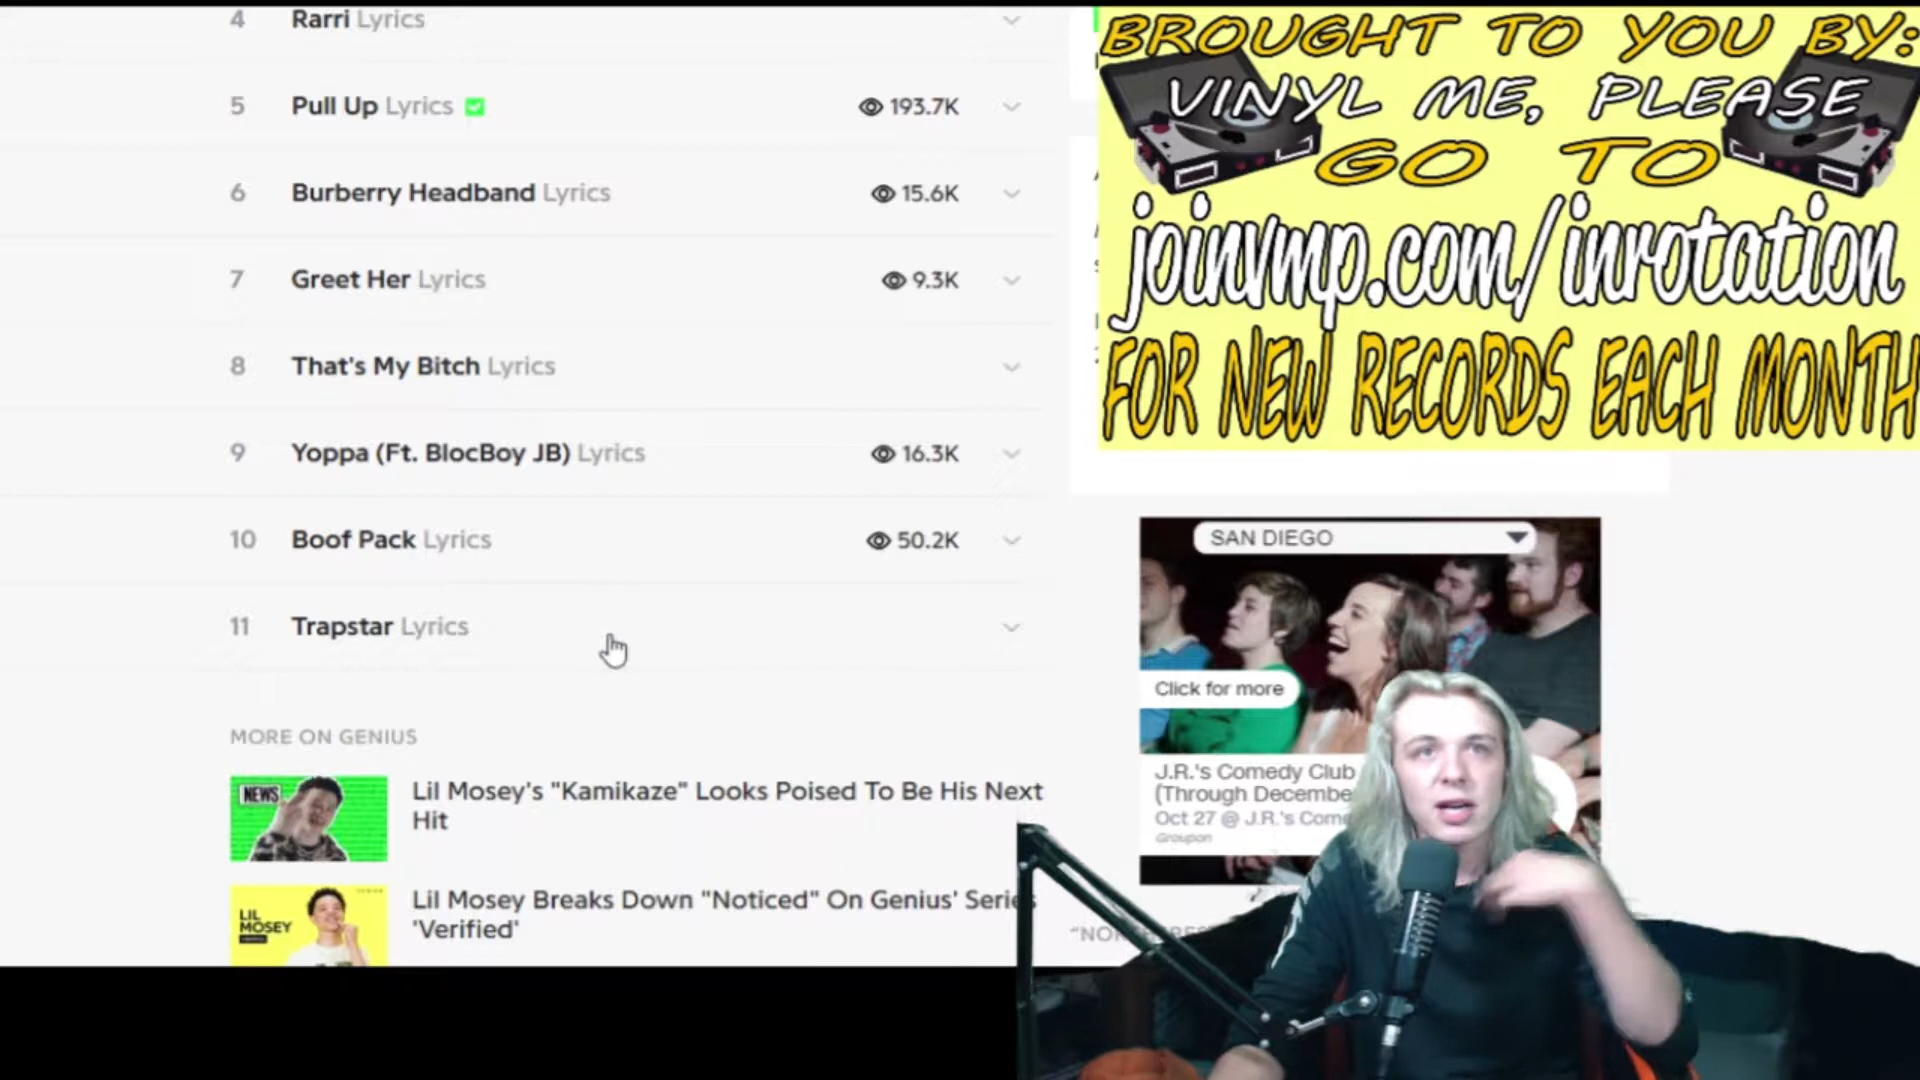 4 Rarri Lyrics
5 Pull Up Lyrics 193.7K
6 Burberry Headband Lyrics 15.6K
7 Greet Her Lyrics 9.3K
8 That's My Bitch Lyrics
9 Yoppa (Ft. BlocBoy JB) Lyrics 16.3K
10 Boof Pack Lyrics 50.2K
11 Trapstar Lyrics
MORE ON GENIUS
NEWS
Lil Mosey's "Kamikaze" Looks Poised To Be His Next
Hit
LIL
MOSEY
Lil Mosey Breaks Down "Noticed" On Genius' Series
'Verified'
BROUGHT TO YOU BY:
VINYL ME, PLEASE
GO TO
joinvmp.com/inrotation
FOR NEW RECORDS EACH MONTH
SAN DIEGO
Click for more
J.R.'s Comedy Club
(Through Decembe
Oct 27 @ J.R.'s Come
Groupon